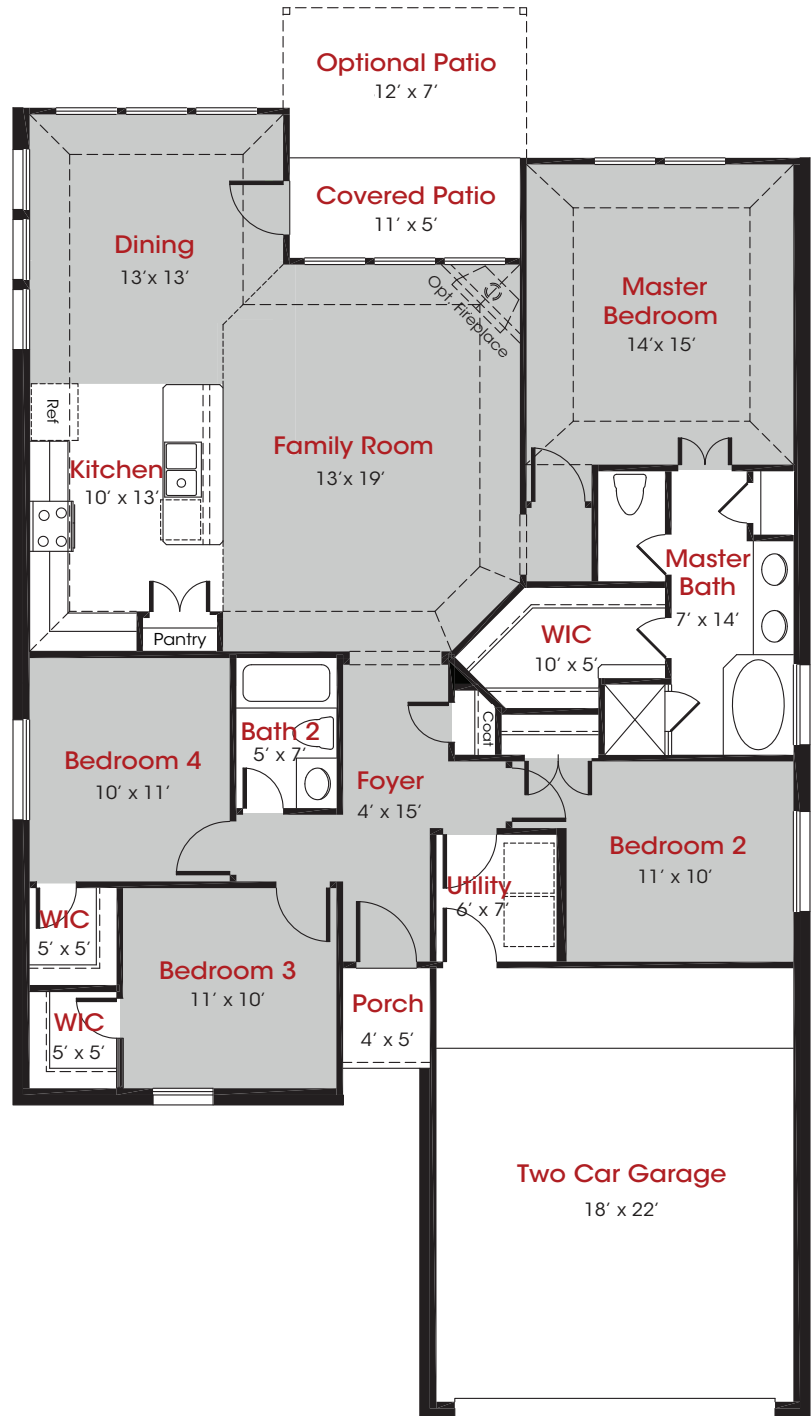 Optional Patio
12' x 7'
Covered Patio
11' x 5'
Dining
13'x 13'
Opt. Fireplace
Master
Bedroom
14'x 15'
Ref
Kitchen
10' x 13'
Family Room
13'x 19'
Master
Bath
7' x 14'
Pantry
WIC
10' x 5'
Coat
Bath 2
5' x 7'
Bedroom 4
10' x 11'
Foyer
4' x 15'
Bedroom 2
11' x 10'
Utility
6' x 7'
WIC
5' x 5'
Bedroom 3
11' x 10'
WIC
5' x 5'
Porch
4' x 5'
Two Car Garage
18' x 22'